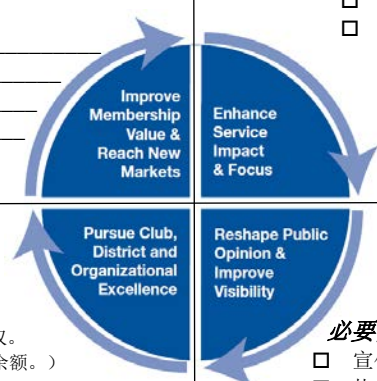 Improve
Membership
Value &
Reach New
Markets
Enhance
Service
Impact
& Focus
Pursue Club,
District and
Organizational
Excellence
Reshape Public
Opinion &
Improve
Visibility
余额。）
必要
□ 宣